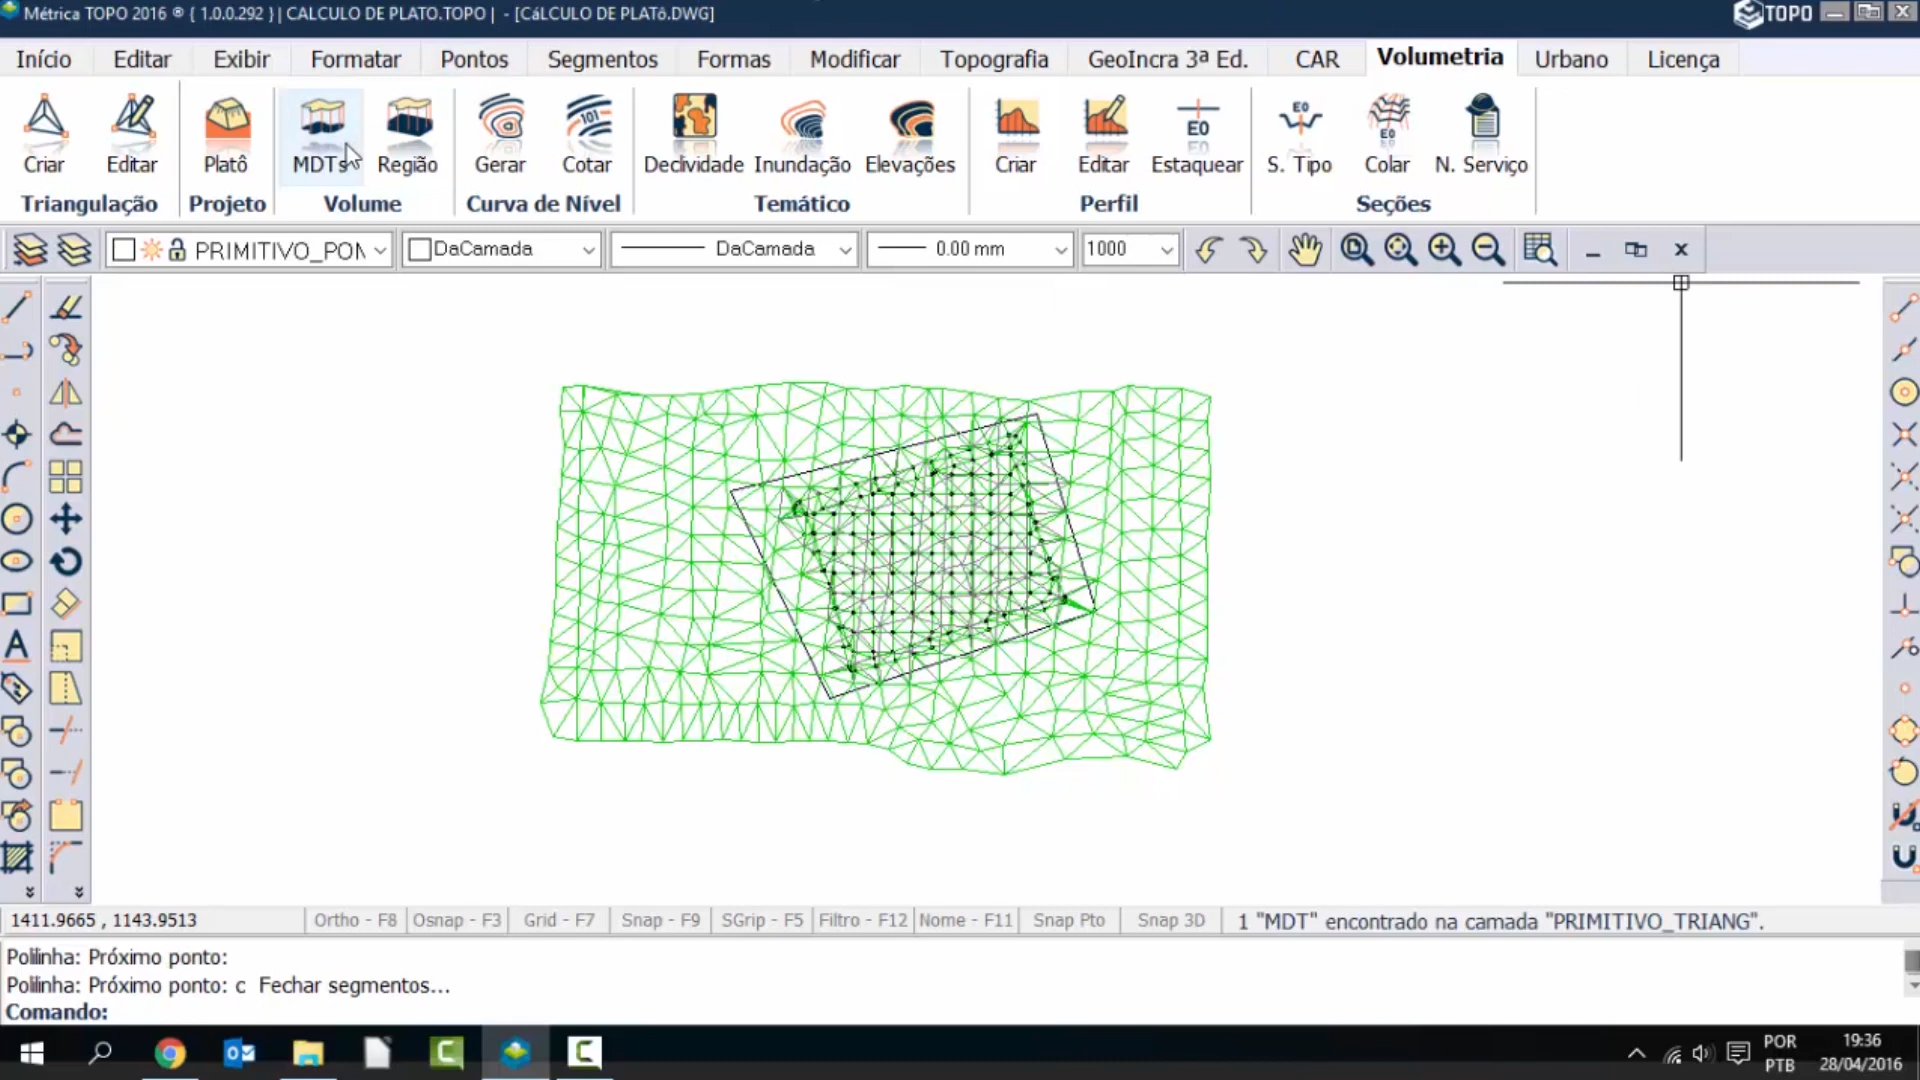 Métrica TOPO 2016 ® { 1.0.0.292 } | CALCULO DE PLATO.TOPO | - [CáLCULO DE PLATô.DWG]
TOPO
Início Editar Exibir Formatar Pontos Segmentos Formas Modificar Topografia GeoIncra 3ª Ed. CAR Volumetria Urbano Licença
101 E0 E0 E0
Criar Editar Platô MDTs Região Gerar Cotar Declividade Inundação Elevações Criar Editar Estaquear S. Tipo Colar N. Serviço
Triangulação Projeto Volume Curva de Nível Temático Perfil Seções
PRIMITIVO_PON DaCamada DaCamada 0.00 mm 1000
A
1411.9665 , 1143.9513 Ortho - F8 Osnap - F3 Grid - F7 Snap - F9 SGrip - F5 Filtro - F12 Nome - F11 Snap Pto Snap 3D 1 "MDT" encontrado na camada "PRIMITIVO_TRIANG".
Polilinha: Próximo ponto:
Polilinha: Próximo ponto: c Fechar segmentos...
Comando:
POR 19:36
PTB 28/04/2016